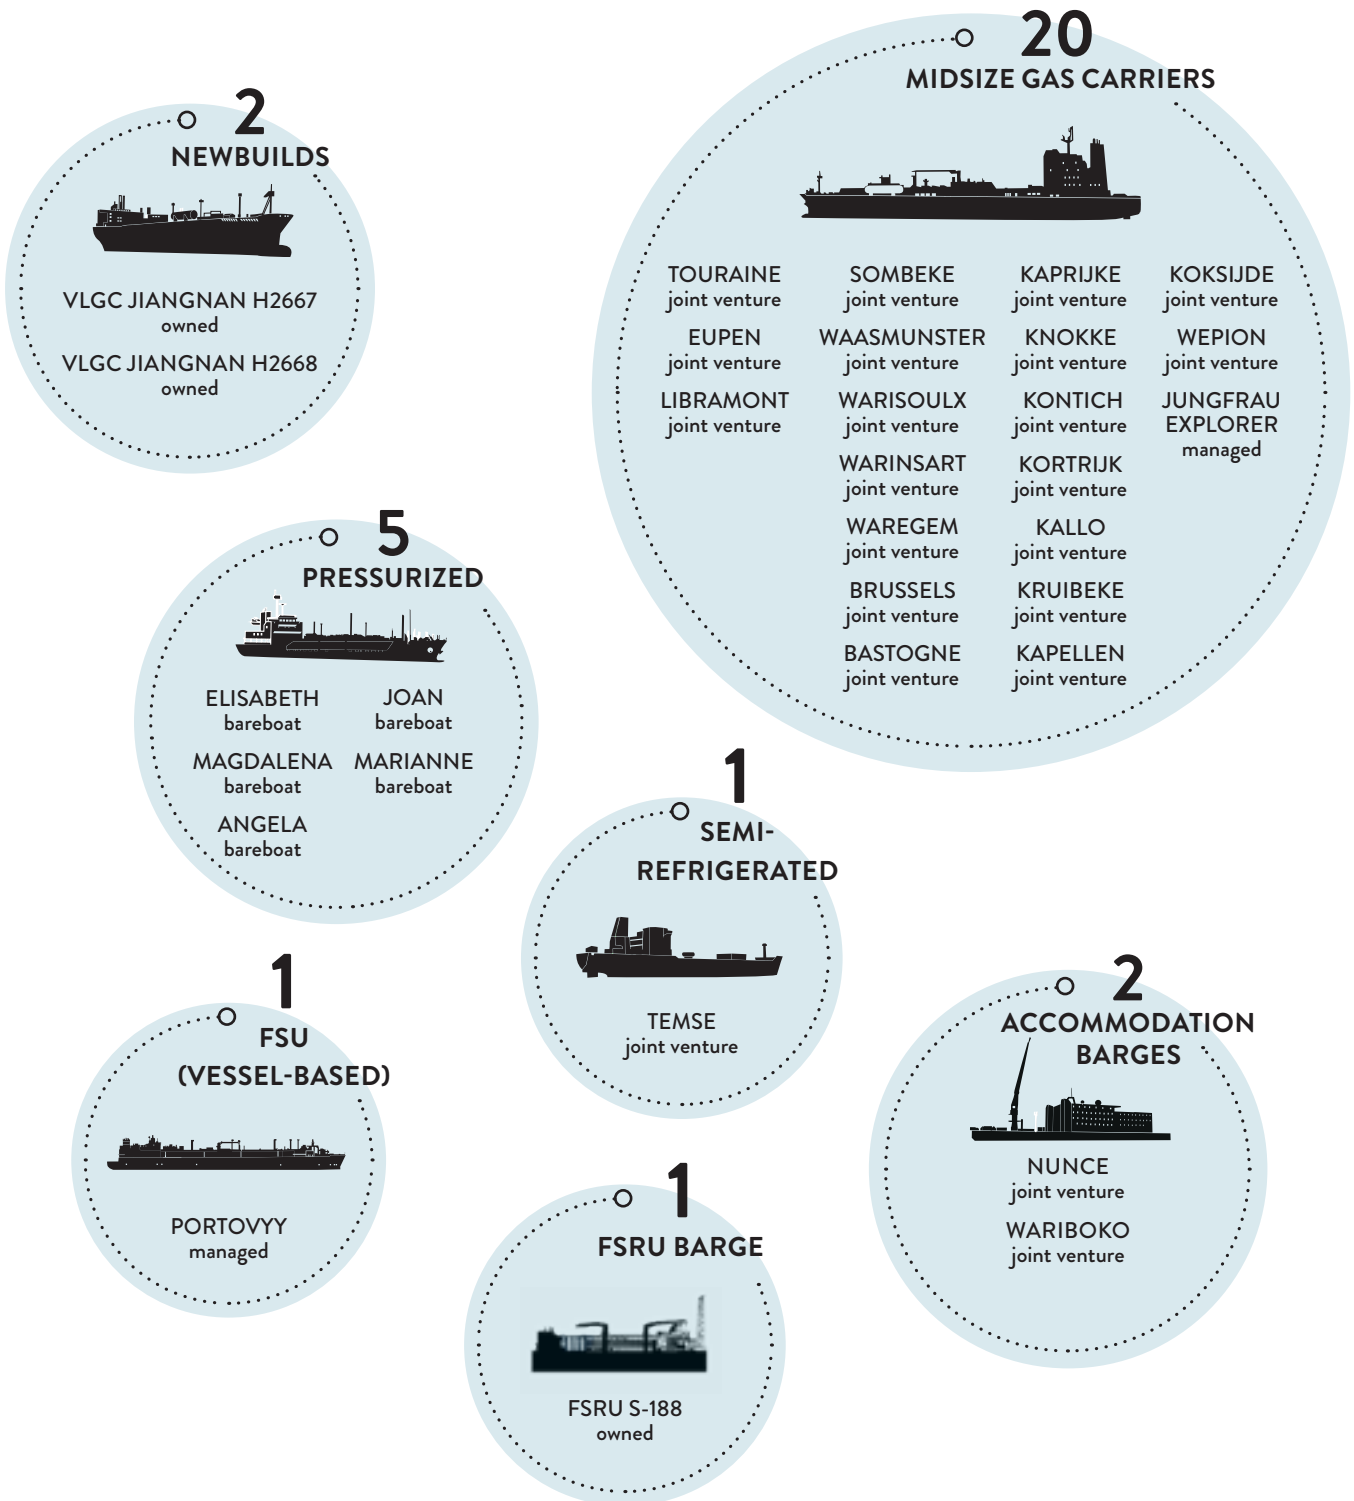 20
MIDSIZE GAS CARRIERS
TOURAINE
joint venture
EUPEN
joint venture
LIBRAMONT
joint venture
SOMBEKE
joint venture
WAASMUNSTER
joint venture
WARISOULX
joint venture
WARINSART
joint venture
WAREGEM
joint venture
BRUSSELS
joint venture
BASTOGNE
joint venture
KAPRIJKE
joint venture
KNOKKE
joint venture
KONTICH
joint venture
KORTRIJK
joint venture
KALLO
joint venture
KRUIBEKE
joint venture
KAPELLEN
joint venture
KOKSIJDE
joint venture
WEPION
joint venture
JUNGFRAU
EXPLORER
managed
2
NEWBUILDS
VLGC JIANGNAN H2667
owned
VLGC JIANGNAN H2668
owned
5
PRESSURIZED
ELISABETH
bareboat
MAGDALENA
bareboat
ANGELA
bareboat
JOAN
bareboat
MARIANNE
bareboat
1
SEMI-
REFRIGERATED
TEMSE
joint venture
1
FSU
(VESSEL-BASED)
PORTOVYY
managed
2
ACCOMMODATION
BARGES
NUNCE
joint venture
WARIBOKO
joint venture
1
FSRU BARGE
FSRU S-188
owned